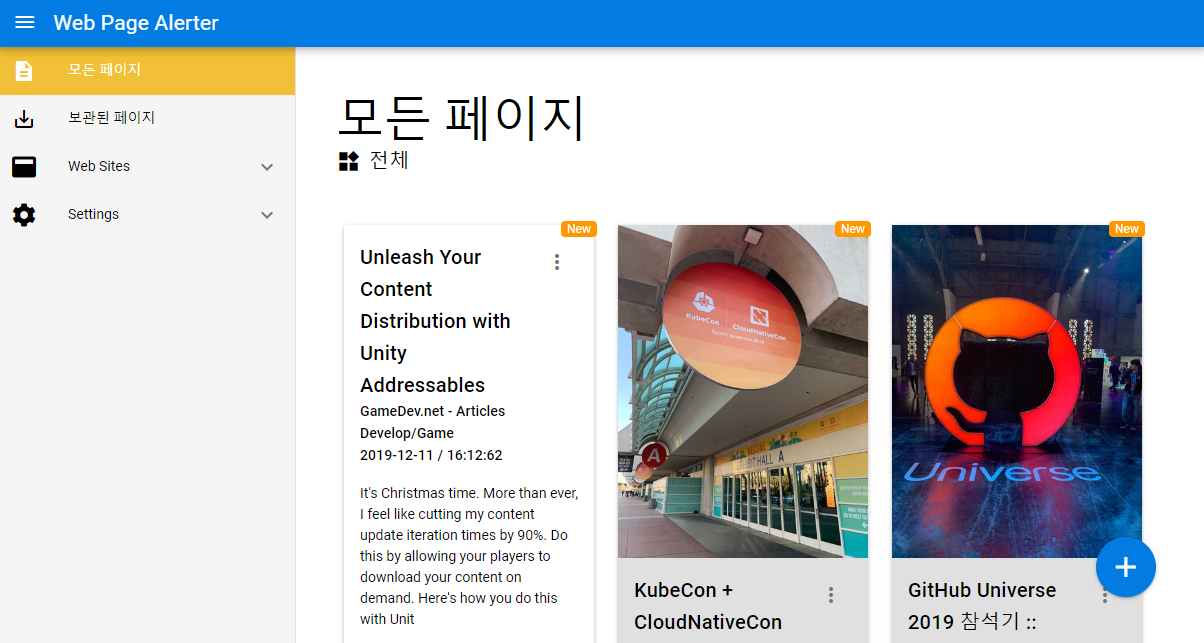 Web Page Alerter
모든 페이지
보관된 페이지
Web Sites
Settings
모든 페이지
전체
New
Unleash Your
Content
Distribution with
Unity
Addressables
GameDev.net - Articles
Develop/Game
2019-12-11 / 16:12:62
It's Christmas time. More than ever,
I feel like cutting my content
update iteration times by 90%. Do
this by allowing your players to
download your content on
demand. Here's how you do this
with Unit
New
KubeCon
CloudNativeCon
North America 2019
A
HALL A
KubeCon +
CloudNativeCon
New
Universe
GitHub Universe
2019 참석기 ::